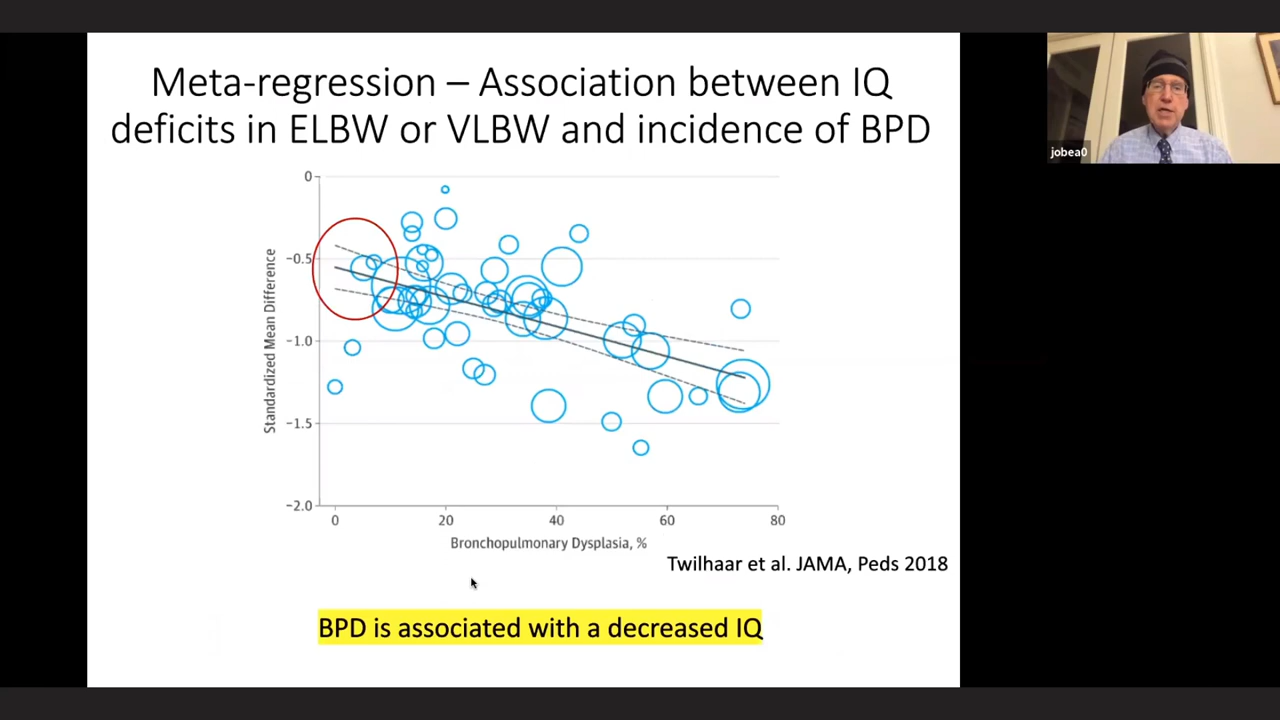 Meta-regression – Association between IQ
deficits in ELBW or VLBW and incidence of BPD
jobea0
0
−0.5
−1.0
−1.5
−2.0
Standardized Mean Difference
0 20 40 60 80
Bronchopulmonary Dysplasia, %
Twilhaar et al. JAMA, Peds 2018
BPD is associated with a decreased IQ